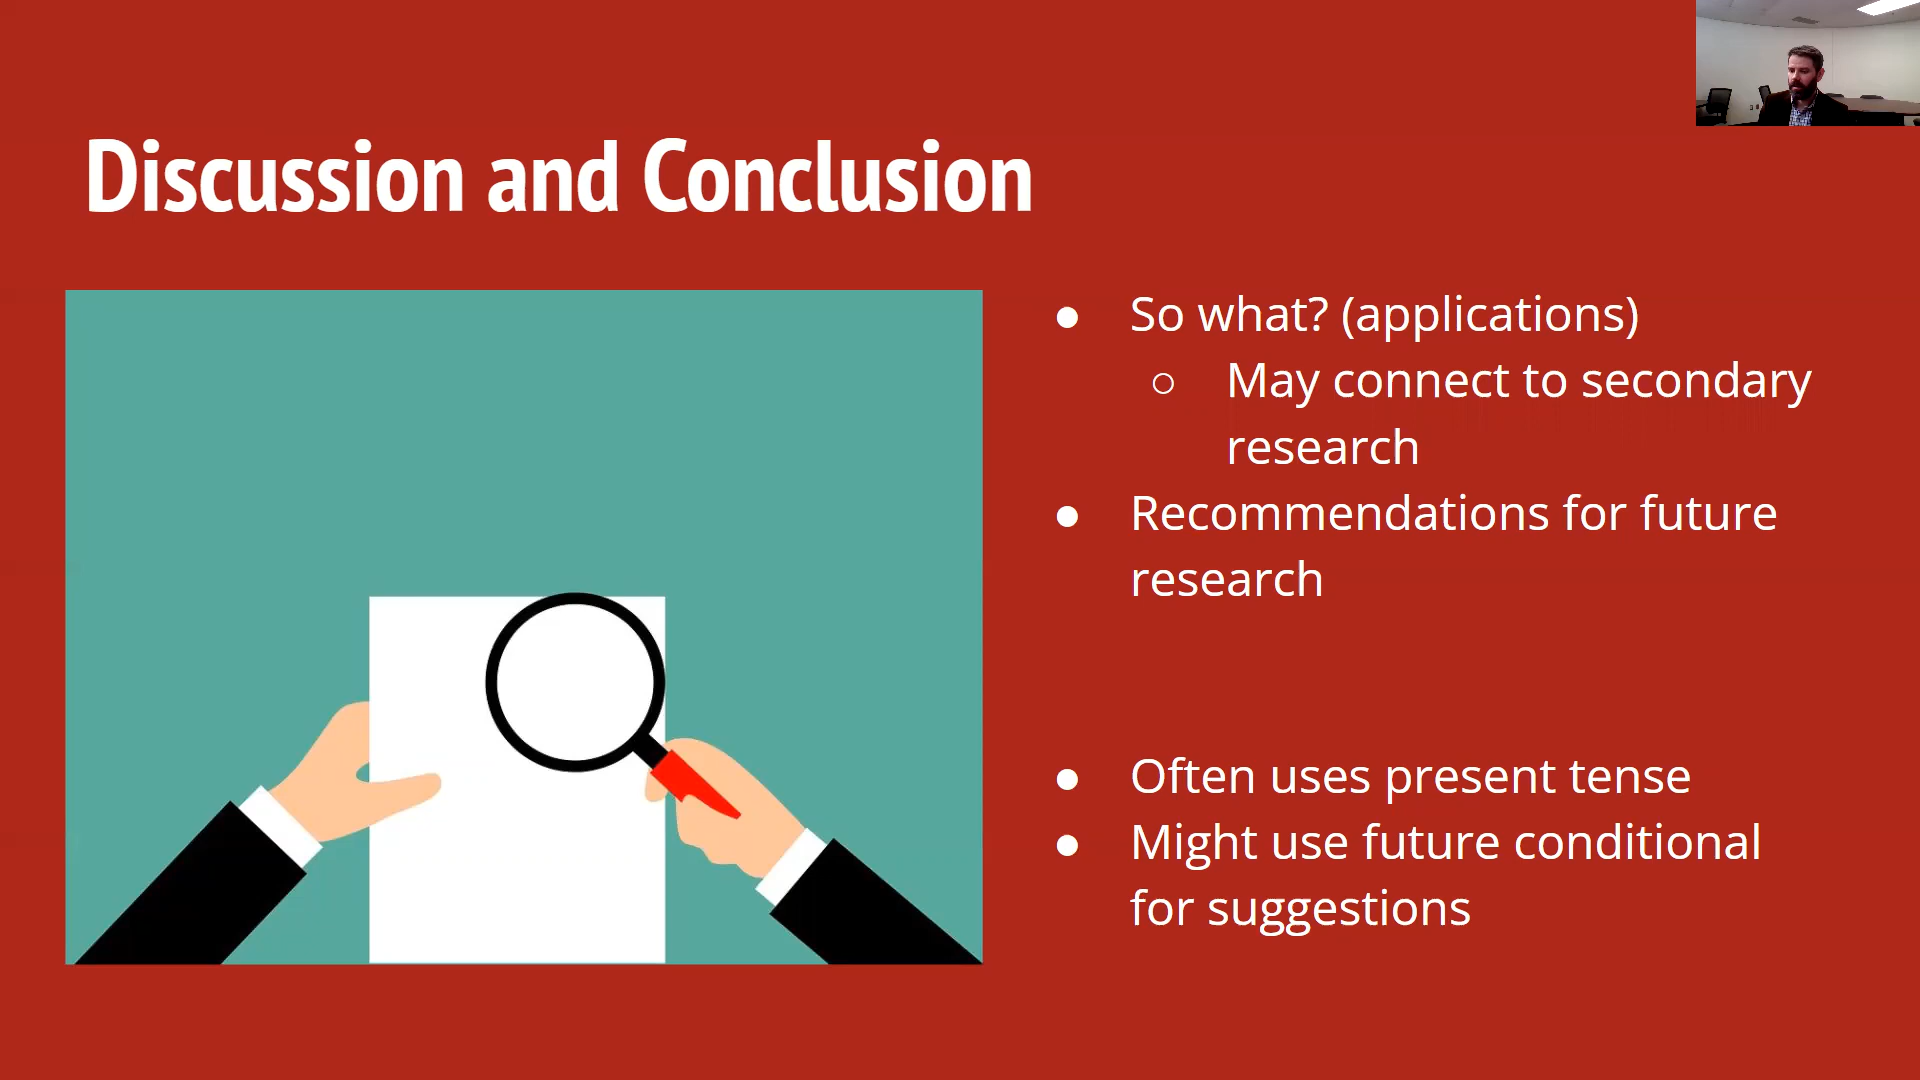 Discussion and Conclusion
● So what? (applications)
○ May connect to secondary
research
● Recommendations for future
research
● Often uses present tense
● Might use future conditional
for suggestions